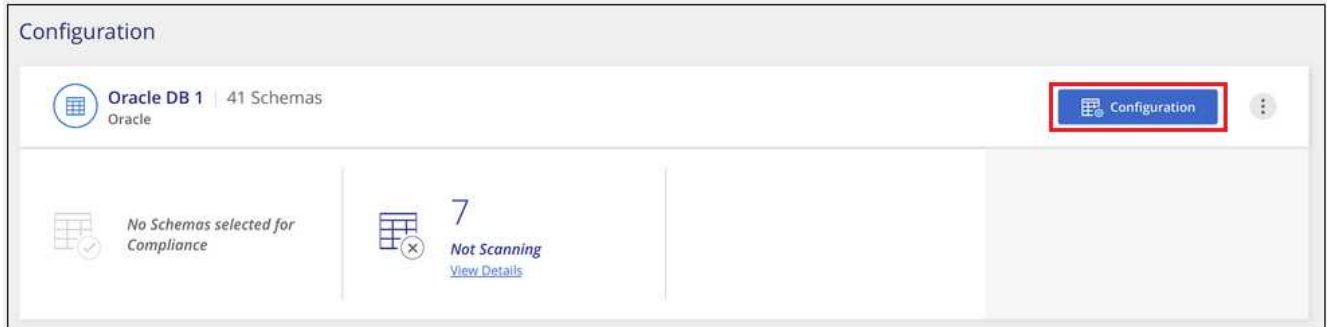 Configuration
Oracle DB 1 | 41 Schemas
Oracle
Configuration
No Schemas selected for
Compliance
7
Not Scanning
View Details